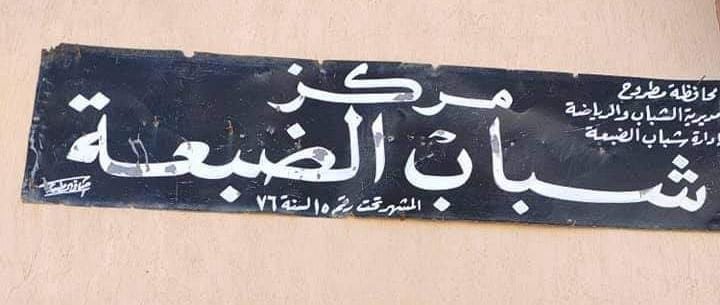 محافظة مطروح
مديرية الشباب والرياضة
إدارة شباب الضبعة
مركز
شباب الضبعة
المشهر تحت رقم ١٥ لسنة ٧٦